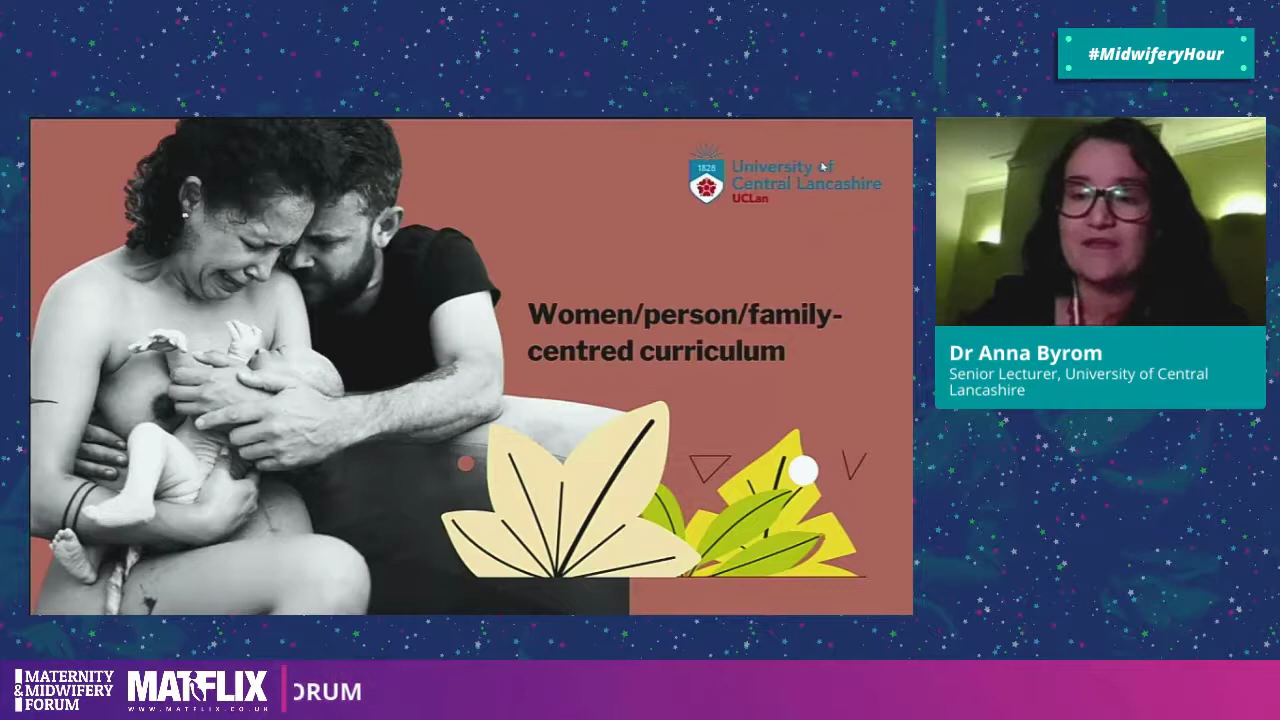 #MidwiferyHour
1828
University of
Central Lancashire
UCLan
Women/person/family-
centred curriculum
Dr Anna Byrom
Senior Lecturer, University of Central
Lancashire
MATERNITY
&MIDWIFERY
FORUM
MATFLIX
WWW.MATFLIX.CO.UK
ORUM